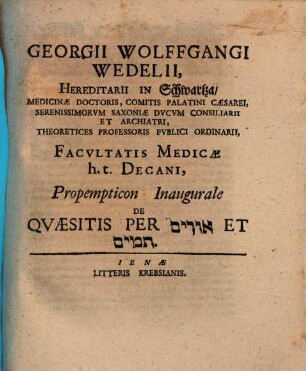 GEORGII WOLFFGANGI
WEDELII,
HEREDITARII IN Schwartza/
MEDICINÆ DOCTORIS, COMITIS PALATINI CÆSAREI,
SERENISSIMORVM SAXONIÆ DVCVM CONSILIARII
ET ARCHIATRI,
THEORETICES PROFESSORIS PVBLICI ORDINARII,
FACVLTATIS MEDICÆ
h. t. DECANI,
Propempticon Inaugurale
DE
QVÆSITIS PER אורים ET
תמים.
IENÆ
LITTERIS KREBSIANIS.